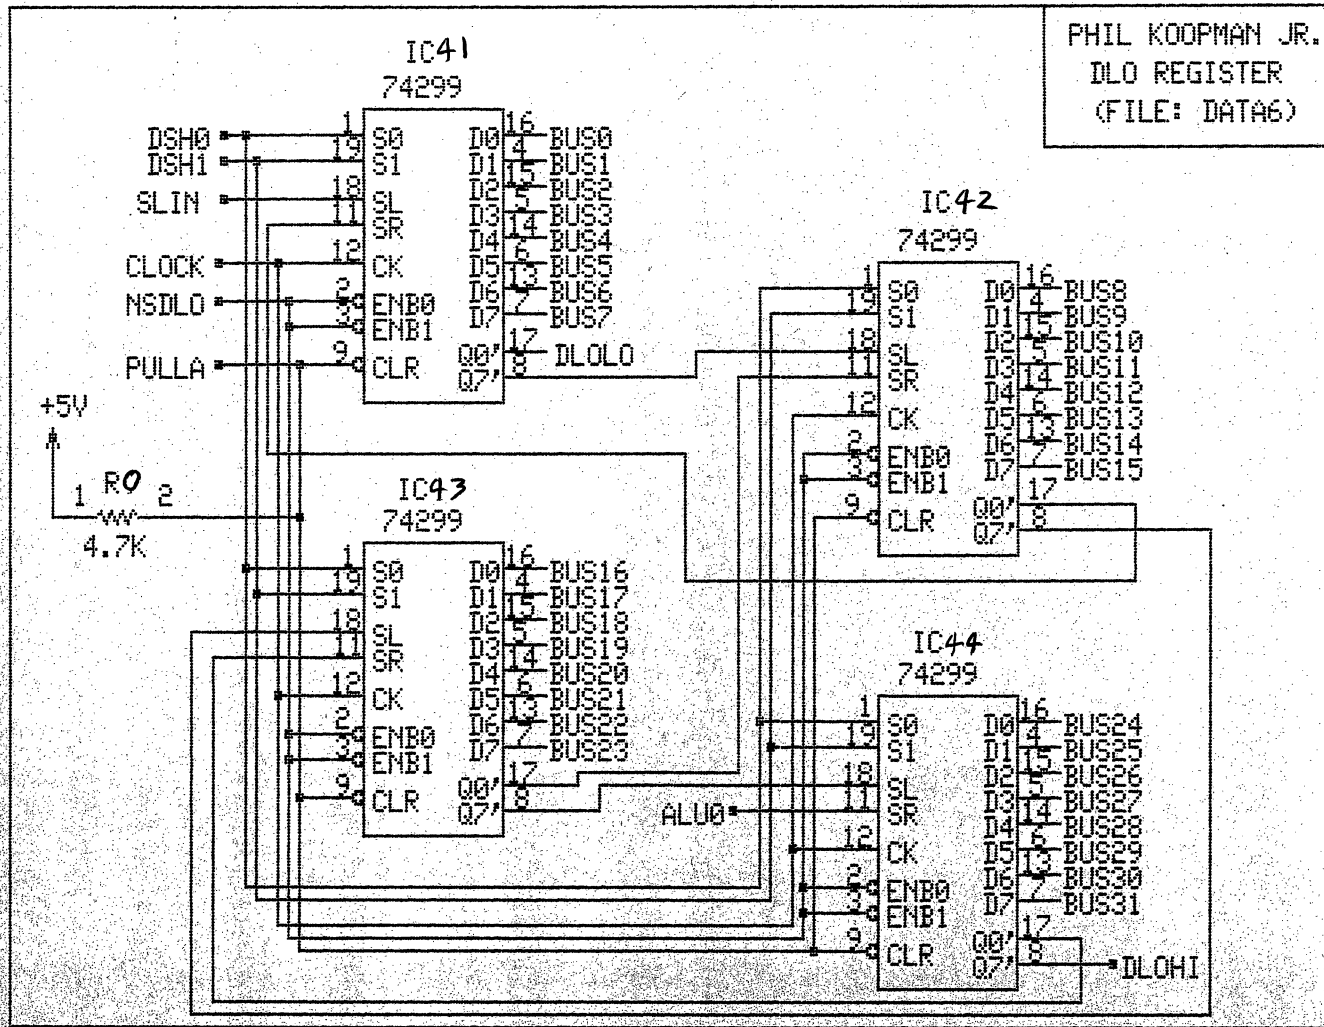 PHIL KOOPMAN JR.
DLO REGISTER
(FILE: DATA6)
IC41
74299
DSH0 1 S0 D0 16 BUS0
DSH1 19 S1 D1 4 BUS1
D2 15 BUS2
SLIN 18 SL D3 5 BUS3
11 SR D4 14 BUS4
CLOCK 12 CK D5 6 BUS5
D6 13 BUS6
NSDLO 2 ENB0 D7 7 BUS7
3 ENB1
Q0' 17 DLOLO
PULLA 9 CLR Q7' 8
IC42
74299
1 S0 D0 16 BUS8
19 S1 D1 4 BUS9
D2 15 BUS10
18 SL D3 5 BUS11
11 SR D4 14 BUS12
12 CK D5 6 BUS13
D6 13 BUS14
2 ENB0 D7 7 BUS15
3 ENB1
Q0' 17
9 CLR Q7' 8
+5V
1 R0 2
4.7K
IC43
74299
1 S0 D0 16 BUS16
19 S1 D1 4 BUS17
D2 15 BUS18
18 SL D3 5 BUS19
11 SR D4 14 BUS20
12 CK D5 6 BUS21
D6 13 BUS22
2 ENB0 D7 7 BUS23
3 ENB1
Q0' 17
9 CLR Q7' 8
IC44
74299
1 S0 D0 16 BUS24
19 S1 D1 4 BUS25
D2 15 BUS26
18 SL D3 5 BUS27
ALU0 11 SR D4 14 BUS28
12 CK D5 6 BUS29
D6 13 BUS30
2 ENB0 D7 7 BUS31
3 ENB1
Q0' 17
9 CLR Q7' 8 DLOHI